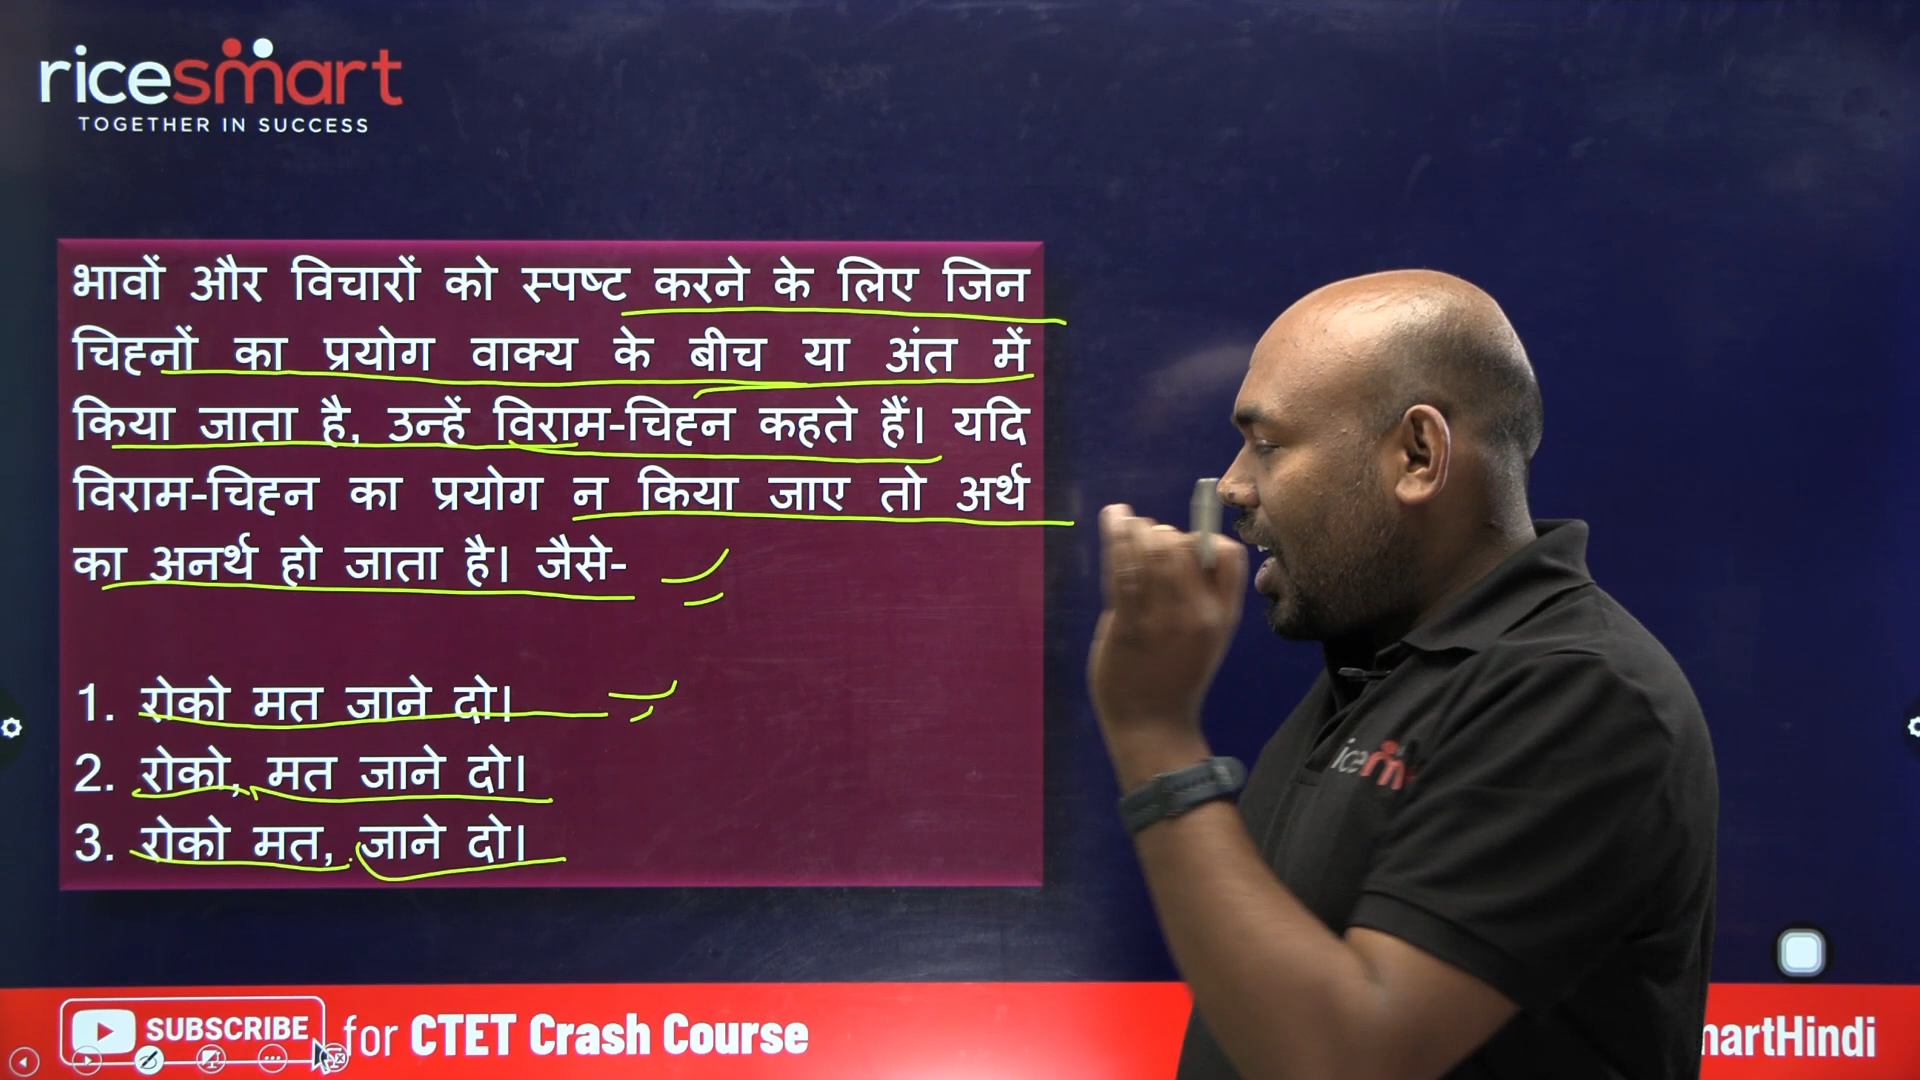 ricesmart
TOGETHER IN SUCCESS
भावों और विचारों को स्पष्ट करने के लिए जिन
चिह्नों का प्रयोग वाक्य के बीच या अंत में
किया जाता है, उन्हें विराम-चिह्न कहते हैं। यदि
विराम-चिह्न का प्रयोग न किया जाए तो अर्थ
का अनर्थ हो जाता है। जैसे-
1. रोको मत जाने दो।
2. रोको, मत जाने दो।
3. रोको मत, जाने दो।
SUBSCRIBE for CTET Crash Course
martHindi